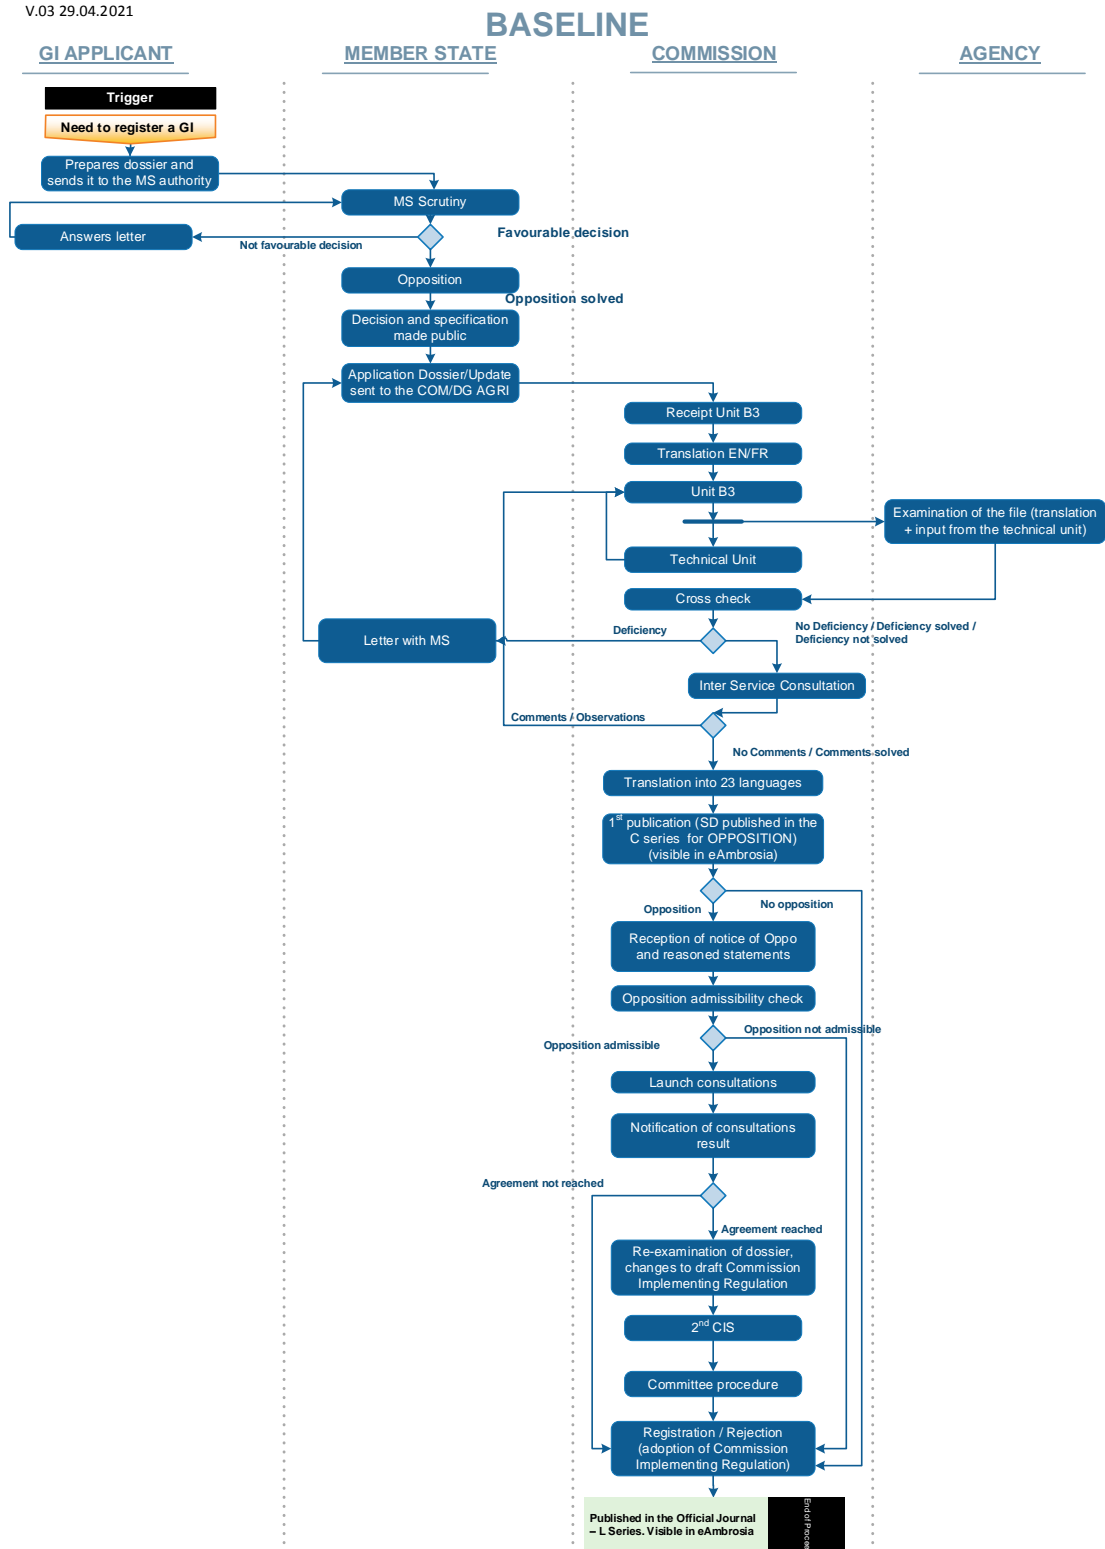 V.03 29.04.2021
BASELINE
GI APPLICANT
MEMBER STATE
COMMISSION
AGENCY
Trigger
Need to register a GI
Prepares dossier and
sends it to the MS authority
MS Scrutiny
Answers letter
Not favourable decision
Favourable decision
Opposition
Opposition solved
Decision and specification
made public
Application Dossier/Update
sent to the COM/DG AGRI
Receipt Unit B3
Translation EN/FR
Unit B3
Examination of the file (translation
+ input from the technical unit)
Technical Unit
Cross check
Deficiency
No Deficiency / Deficiency solved /
Deficiency not solved
Letter with MS
Inter Service Consultation
Comments / Observations
No Comments / Comments solved
Translation into 23 languages
1st publication (SD published in the
C series for OPPOSITION)
(visible in eAmbrosia)
Opposition
No opposition
Reception of notice of Oppo
and reasoned statements
Opposition admissibility check
Opposition not admissible
Opposition admissible
Launch consultations
Notification of consultations
result
Agreement not reached
Agreement reached
Re-examination of dossier,
changes to draft Commission
Implementing Regulation
2nd CIS
Committee procedure
Registration / Rejection
(adoption of Commission
Implementing Regulation)
Published in the Official Journal
– L Series. Visible in eAmbrosia
End of Proce